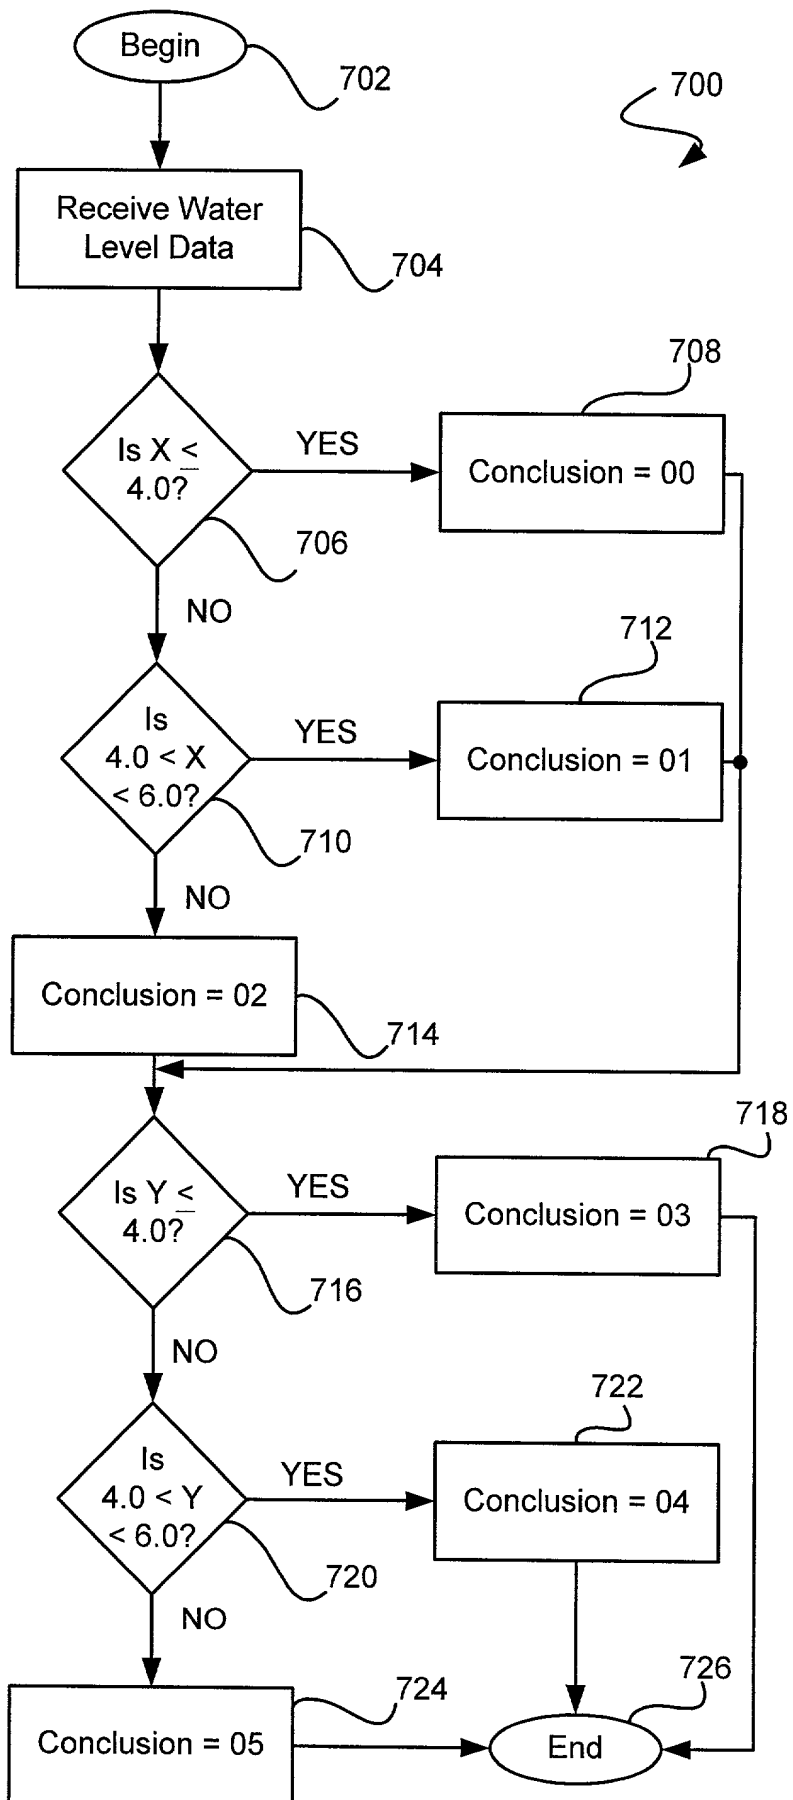 Begin
702
700
Receive Water
Level Data
704
708
Is X ≤
4.0?
YES
Conclusion = 00
706
NO
712
Is
4.0 < X
< 6.0?
YES
Conclusion = 01
710
NO
Conclusion = 02
714
718
Is Y ≤
4.0?
YES
Conclusion = 03
716
NO
722
Is
4.0 < Y
< 6.0?
YES
Conclusion = 04
720
NO
724
726
Conclusion = 05
End